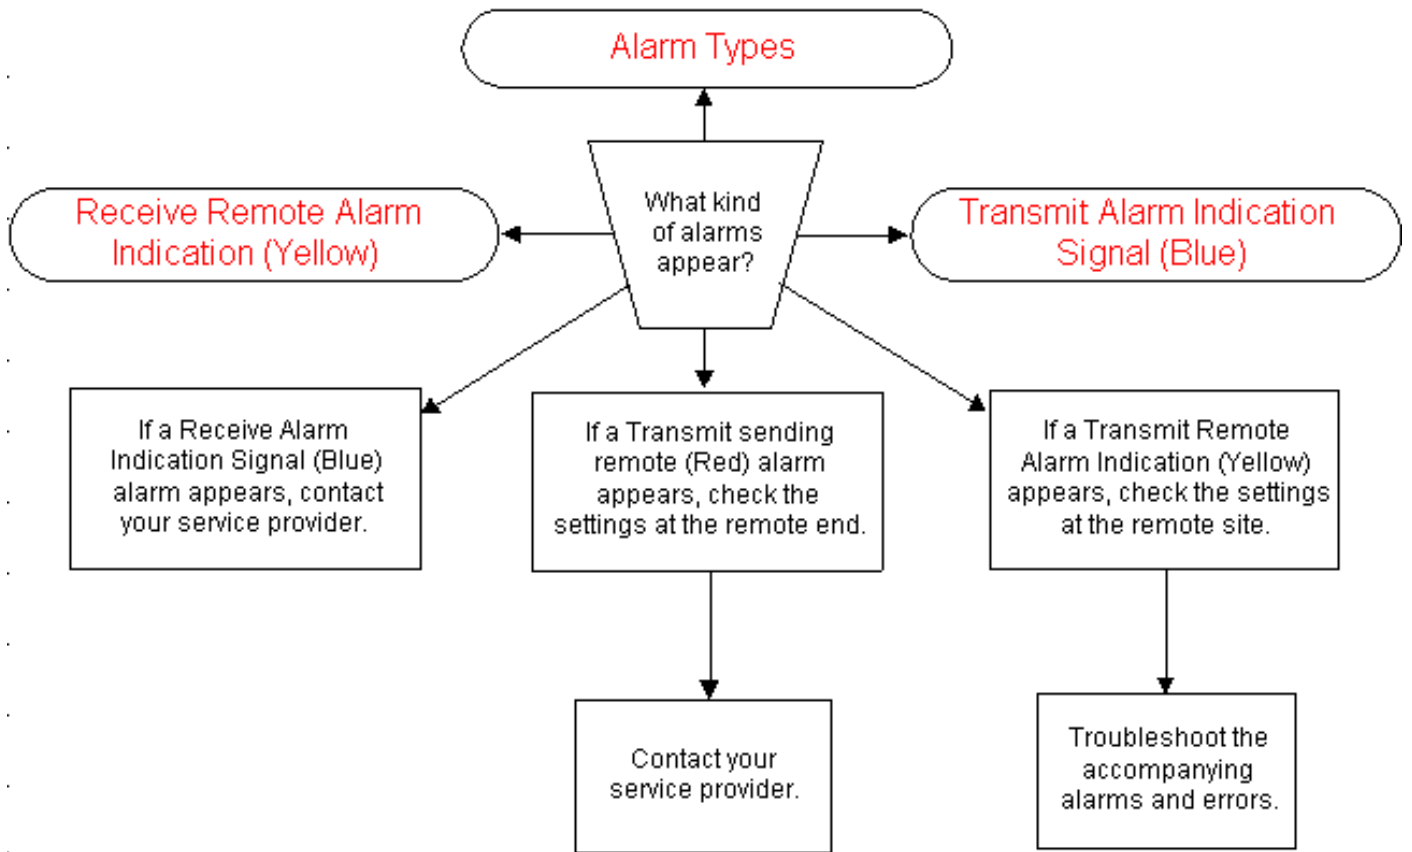 Alarm Types
What kind
of alarms
appear?
Receive Remote Alarm
Indication (Yellow)
Transmit Alarm Indication
Signal (Blue)
If a Receive Alarm
Indication Signal (Blue)
alarm appears, contact
your service provider.
If a Transmit sending
remote (Red) alarm
appears, check the
settings at the remote end.
If a Transmit Remote
Alarm Indication (Yellow)
appears, check the settings
at the remote site.
Contact your
service provider.
Troubleshoot the
accompanying
alarms and errors.